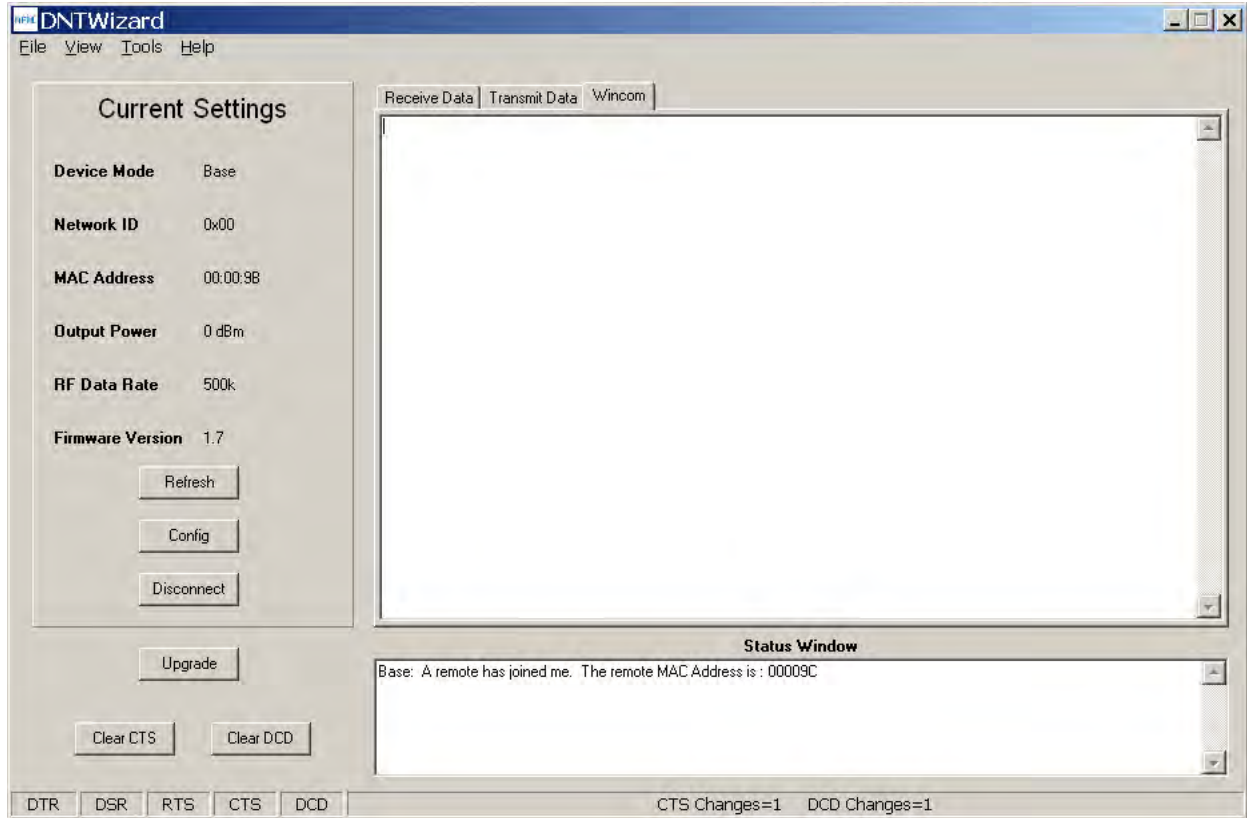 RFM DNTWizard
File View Tools Help
Current Settings
Device Mode Base
Network ID 0x00
MAC Address 00:00:9B
Output Power 0 dBm
RF Data Rate 500k
Firmware Version 1.7
Refresh
Config
Disconnect
Upgrade
Clear CTS Clear DCD
Receive Data Transmit Data Wincom
Status Window
Base: A remote has joined me. The remote MAC Address is : 00009C
DTR DSR RTS CTS DCD CTS Changes=1 DCD Changes=1